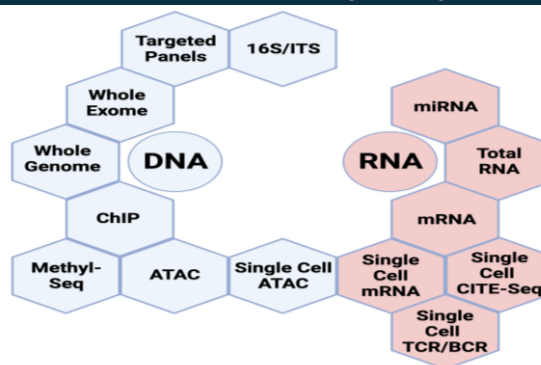 Targeted
Panels
16S/ITS
Whole
Exome
miRNA
Whole
Genome
DNA
RNA
Total
RNA
ChIP
mRNA
Methyl-
Seq
ATAC
Single Cell
ATAC
Single
Cell
mRNA
Single
Cell
CITE-Seq
Single
Cell
TCR/BCR